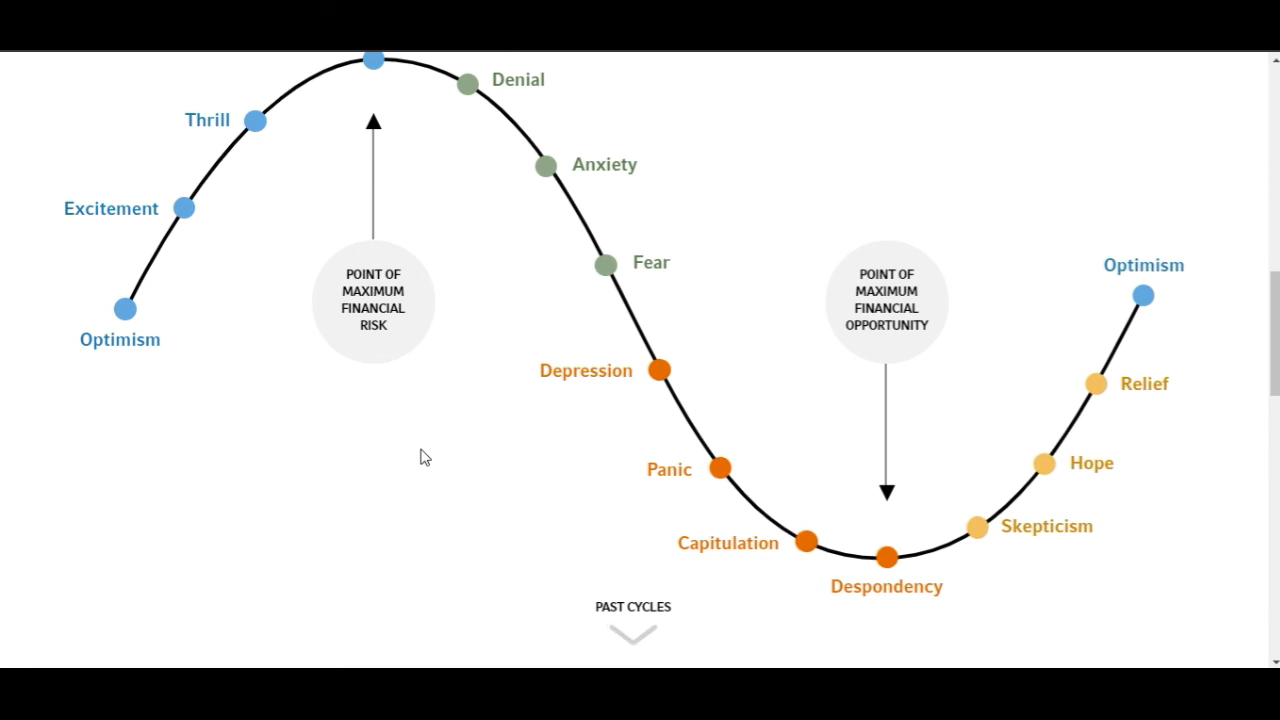 Denial
Thrill
Anxiety
Excitement
Fear
POINT OF
MAXIMUM
FINANCIAL
RISK
POINT OF
MAXIMUM
FINANCIAL
OPPORTUNITY
Optimism
Optimism
Depression
Relief
Panic
Hope
Capitulation
Skepticism
Despondency
PAST CYCLES